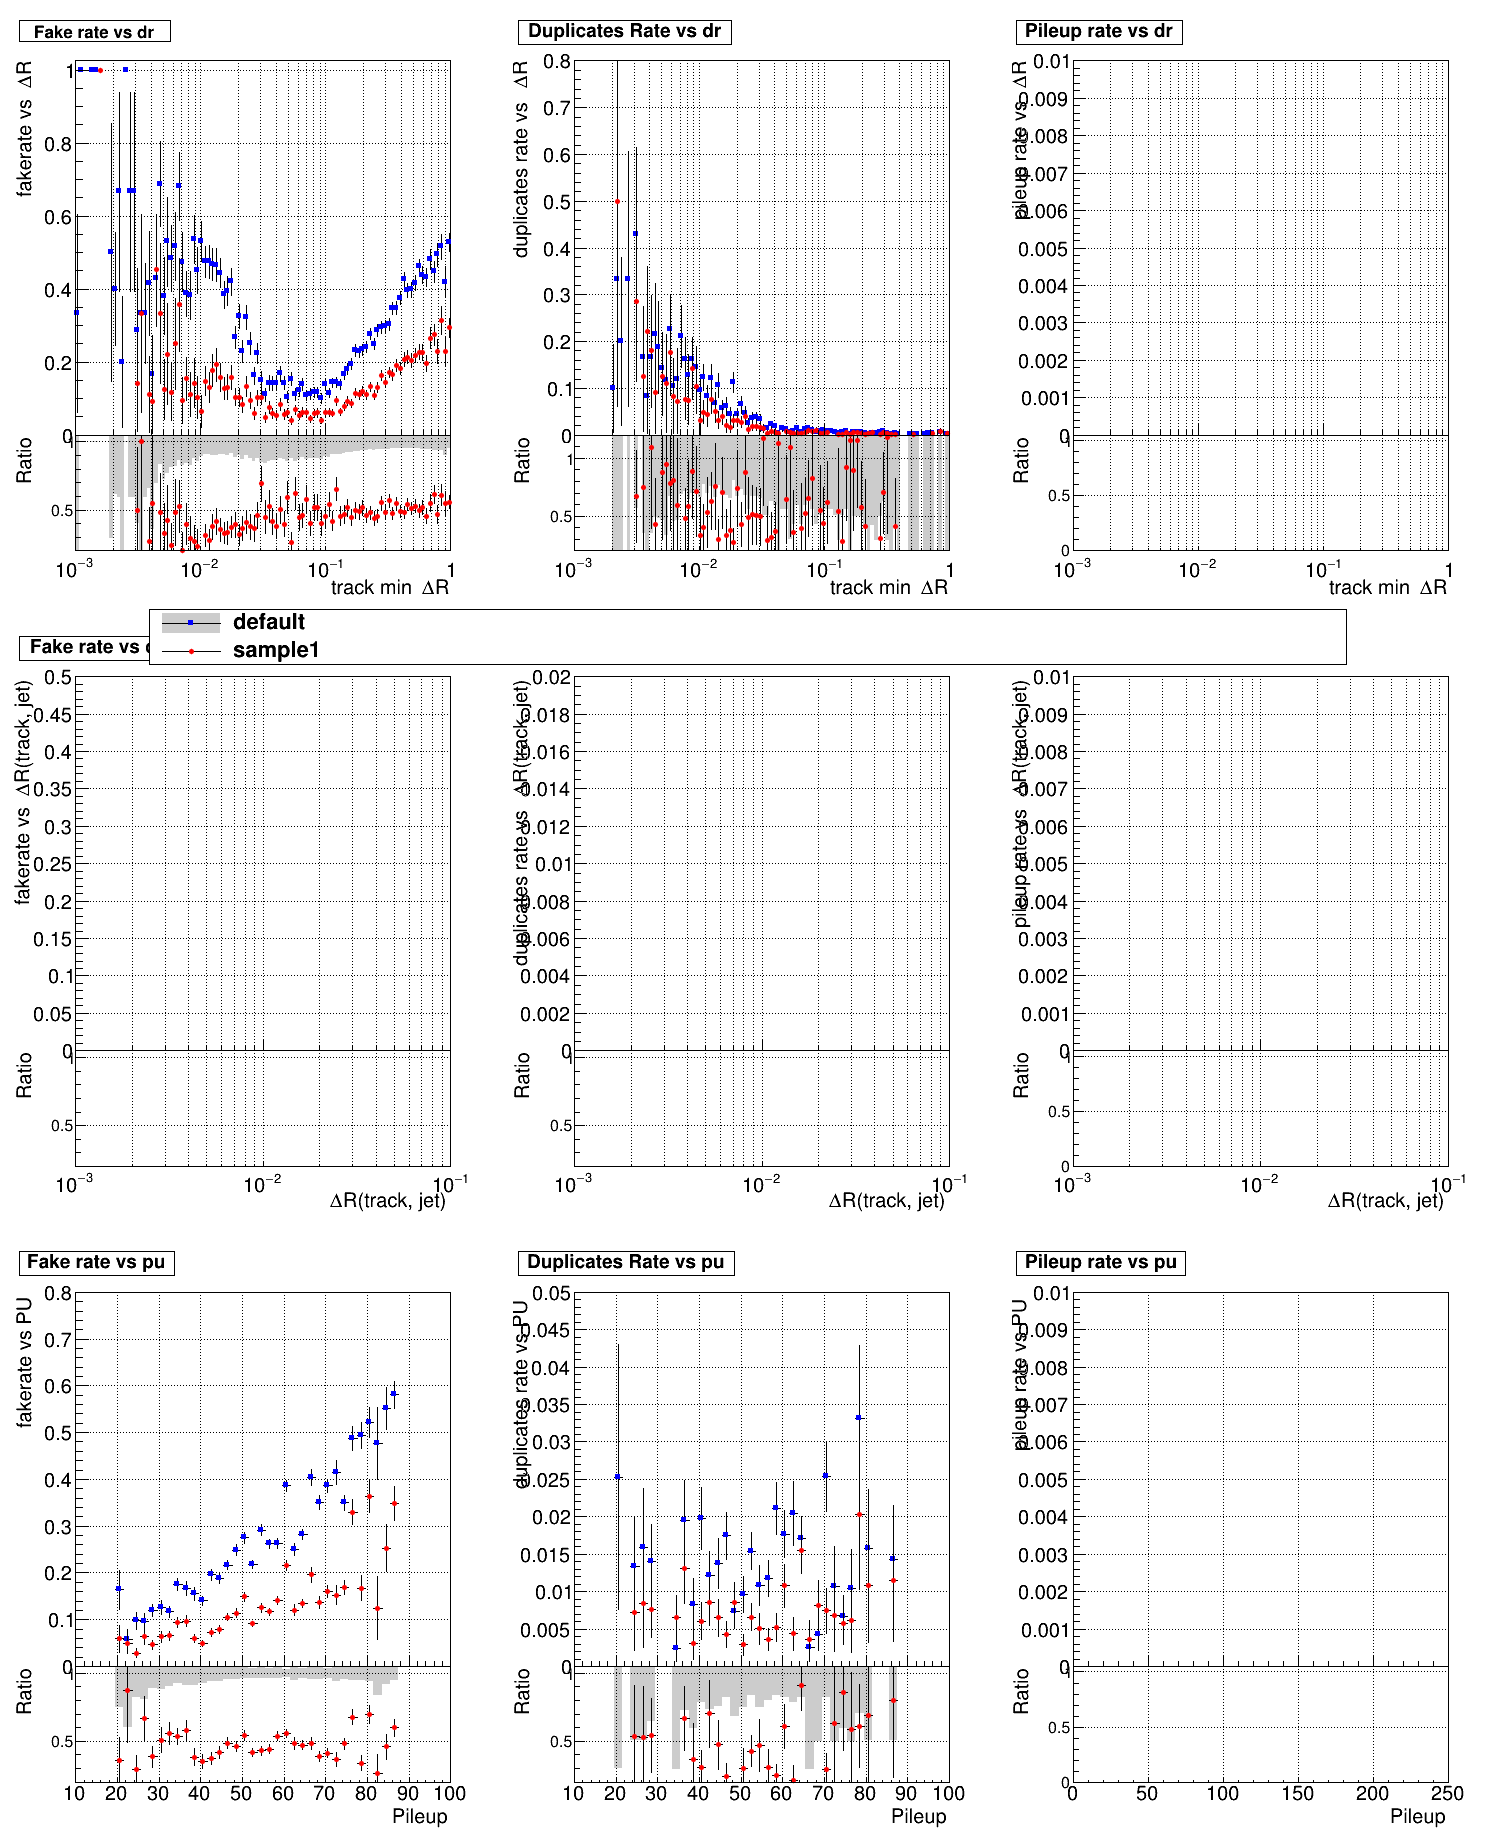 Fake rate vs dr
Duplicates Rate vs dr
Pileup rate vs dr
fakerate vs ΔR
1
0.8
0.6
0.4
0.2
0
Ratio
0.5
10⁻³ 10⁻² 10⁻¹ 1
track min ΔR
duplicates rate vs ΔR
0.8
0.7
0.6
0.5
0.4
0.3
0.2
0.1
0
Ratio
1
0.5
10⁻³ 10⁻² 10⁻¹ 1
track min ΔR
pileup rate vs ΔR
0.01
0.009
0.008
0.007
0.006
0.005
0.004
0.003
0.002
0.001
0
Ratio
1
0.5
0
10⁻³ 10⁻² 10⁻¹ 1
track min ΔR
default
sample1
Fake rate vs
fakerate vs ΔR(track, jet)
0.5
0.45
0.4
0.35
0.3
0.25
0.2
0.15
0.1
0.05
0
Ratio
1
0.5
10⁻³ 10⁻² 10⁻¹
ΔR(track, jet)
duplicates rate vs ΔR(track, jet)
0.02
0.018
0.016
0.014
0.012
0.01
0.008
0.006
0.004
0.002
0
Ratio
1
0.5
10⁻³ 10⁻² 10⁻¹
ΔR(track, jet)
pileup rate vs ΔR(track, jet)
0.01
0.009
0.008
0.007
0.006
0.005
0.004
0.003
0.002
0.001
0
Ratio
1
0.5
0
10⁻³ 10⁻² 10⁻¹
ΔR(track, jet)
Fake rate vs pu
Duplicates Rate vs pu
Pileup rate vs pu
fakerate vs PU
0.8
0.7
0.6
0.5
0.4
0.3
0.2
0.1
0
Ratio
1
0.5
10 20 30 40 50 60 70 80 90 100
Pileup
duplicates rate vs PU
0.05
0.045
0.04
0.035
0.03
0.025
0.02
0.015
0.01
0.005
0
Ratio
1
0.5
10 20 30 40 50 60 70 80 90 100
Pileup
pileup rate vs PU
0.01
0.009
0.008
0.007
0.006
0.005
0.004
0.003
0.002
0.001
0
Ratio
1
0.5
0
0 50 100 150 200 250
Pileup